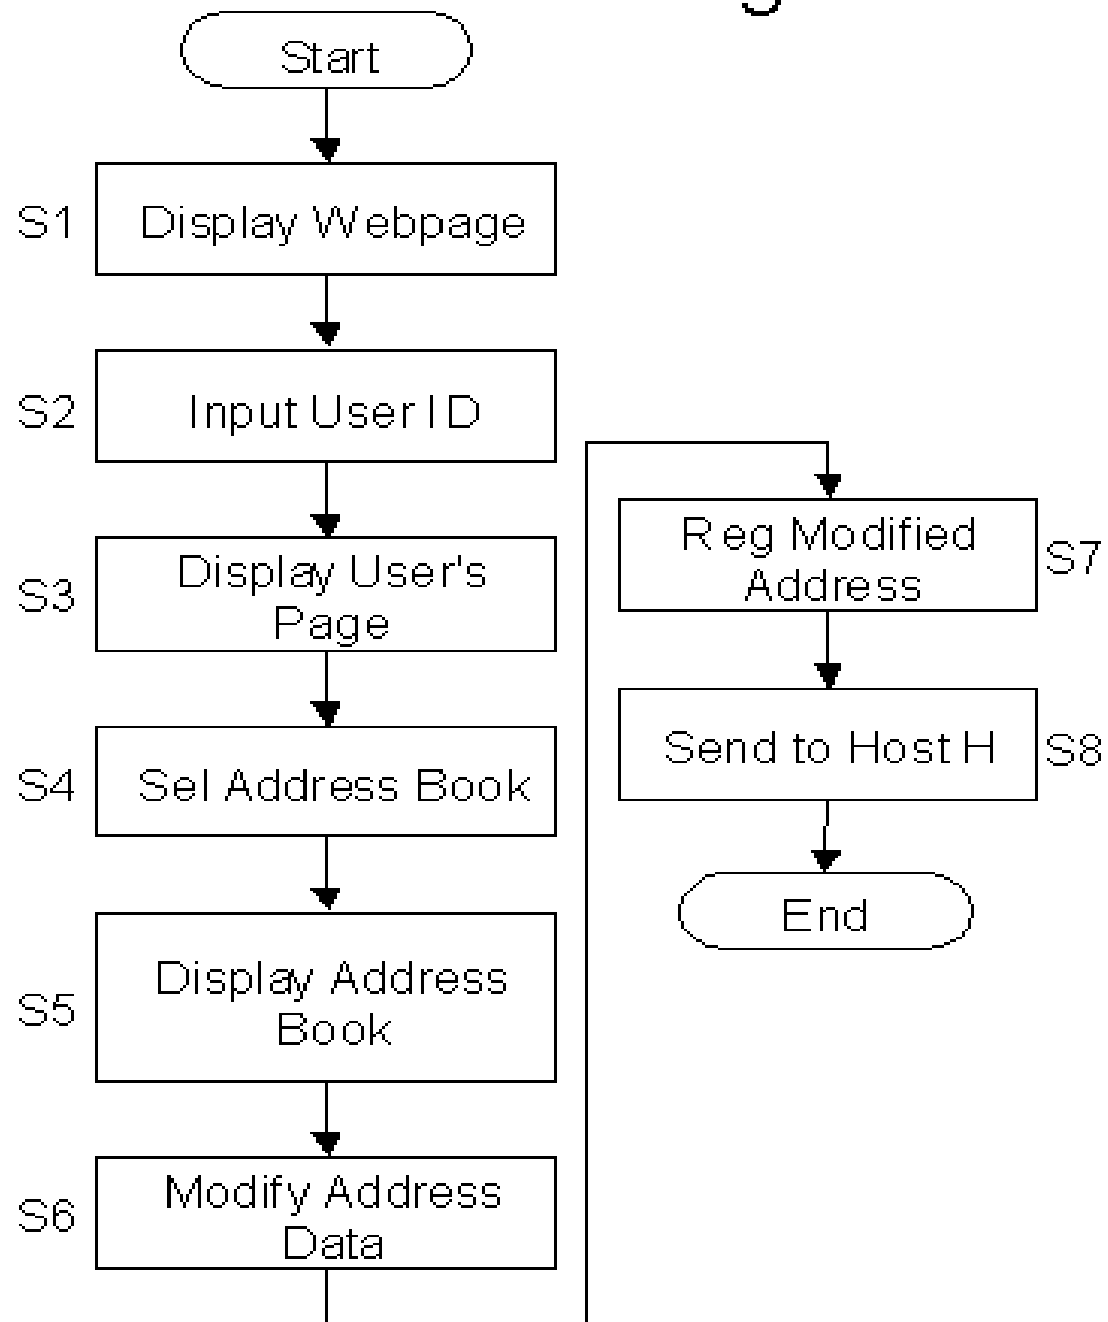 Start
S1
Display Webpage
S2
Input User ID
S3
Display User's
Page
S4
Sel Address Book
S5
Display Address
Book
S6
Modify Address
Data
Reg Modified
Address
S7
Send to Host H
S8
End